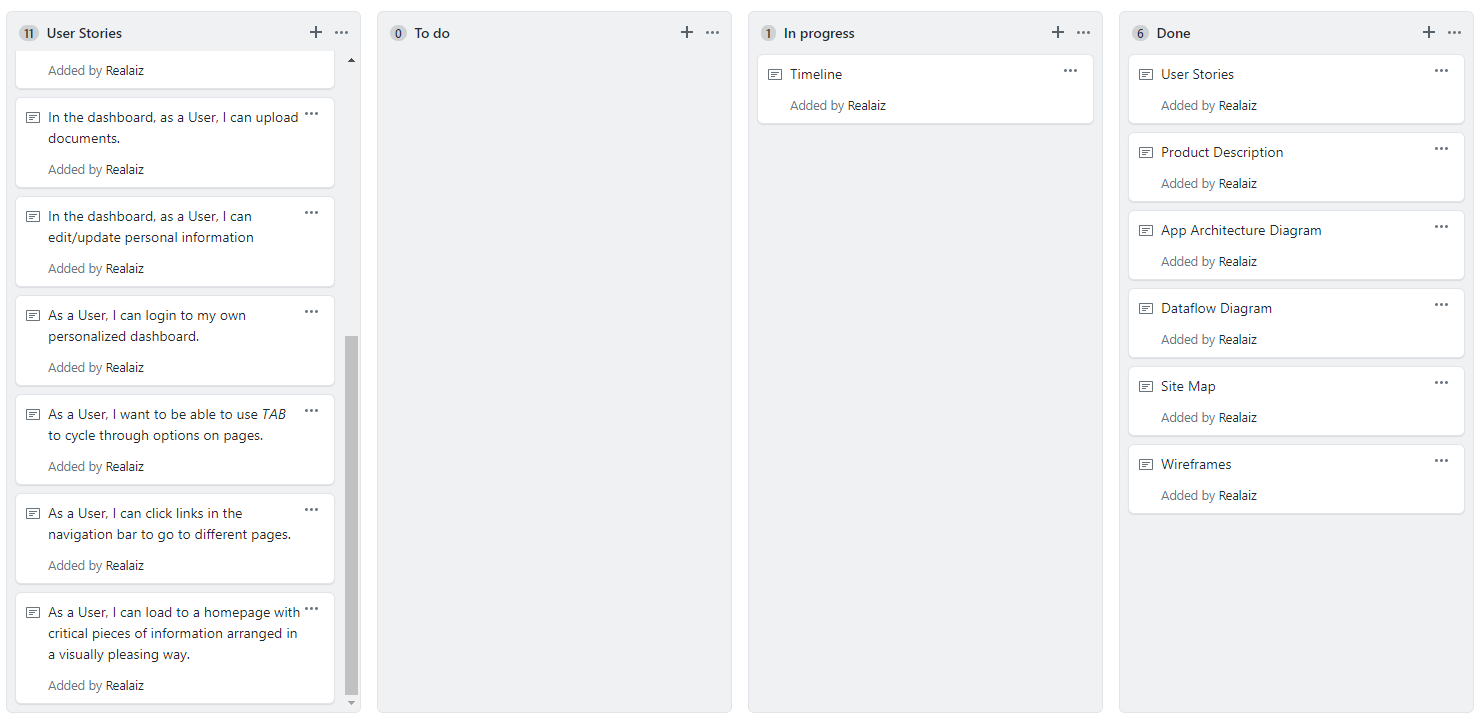 11 User Stories
Added by Realaiz
In the dashboard, as a User, I can upload
documents.
Added by Realaiz
In the dashboard, as a User, I can
edit/update personal information
Added by Realaiz
As a User, I can login to my own
personalized dashboard.
Added by Realaiz
As a User, I want to be able to use TAB
to cycle through options on pages.
Added by Realaiz
As a User, I can click links in the
navigation bar to go to different pages.
Added by Realaiz
As a User, I can load to a homepage with
critical pieces of information arranged in
a visually pleasing way.
Added by Realaiz
0 To do
1 In progress
Timeline
Added by Realaiz
6 Done
User Stories
Added by Realaiz
Product Description
Added by Realaiz
App Architecture Diagram
Added by Realaiz
Dataflow Diagram
Added by Realaiz
Site Map
Added by Realaiz
Wireframes
Added by Realaiz